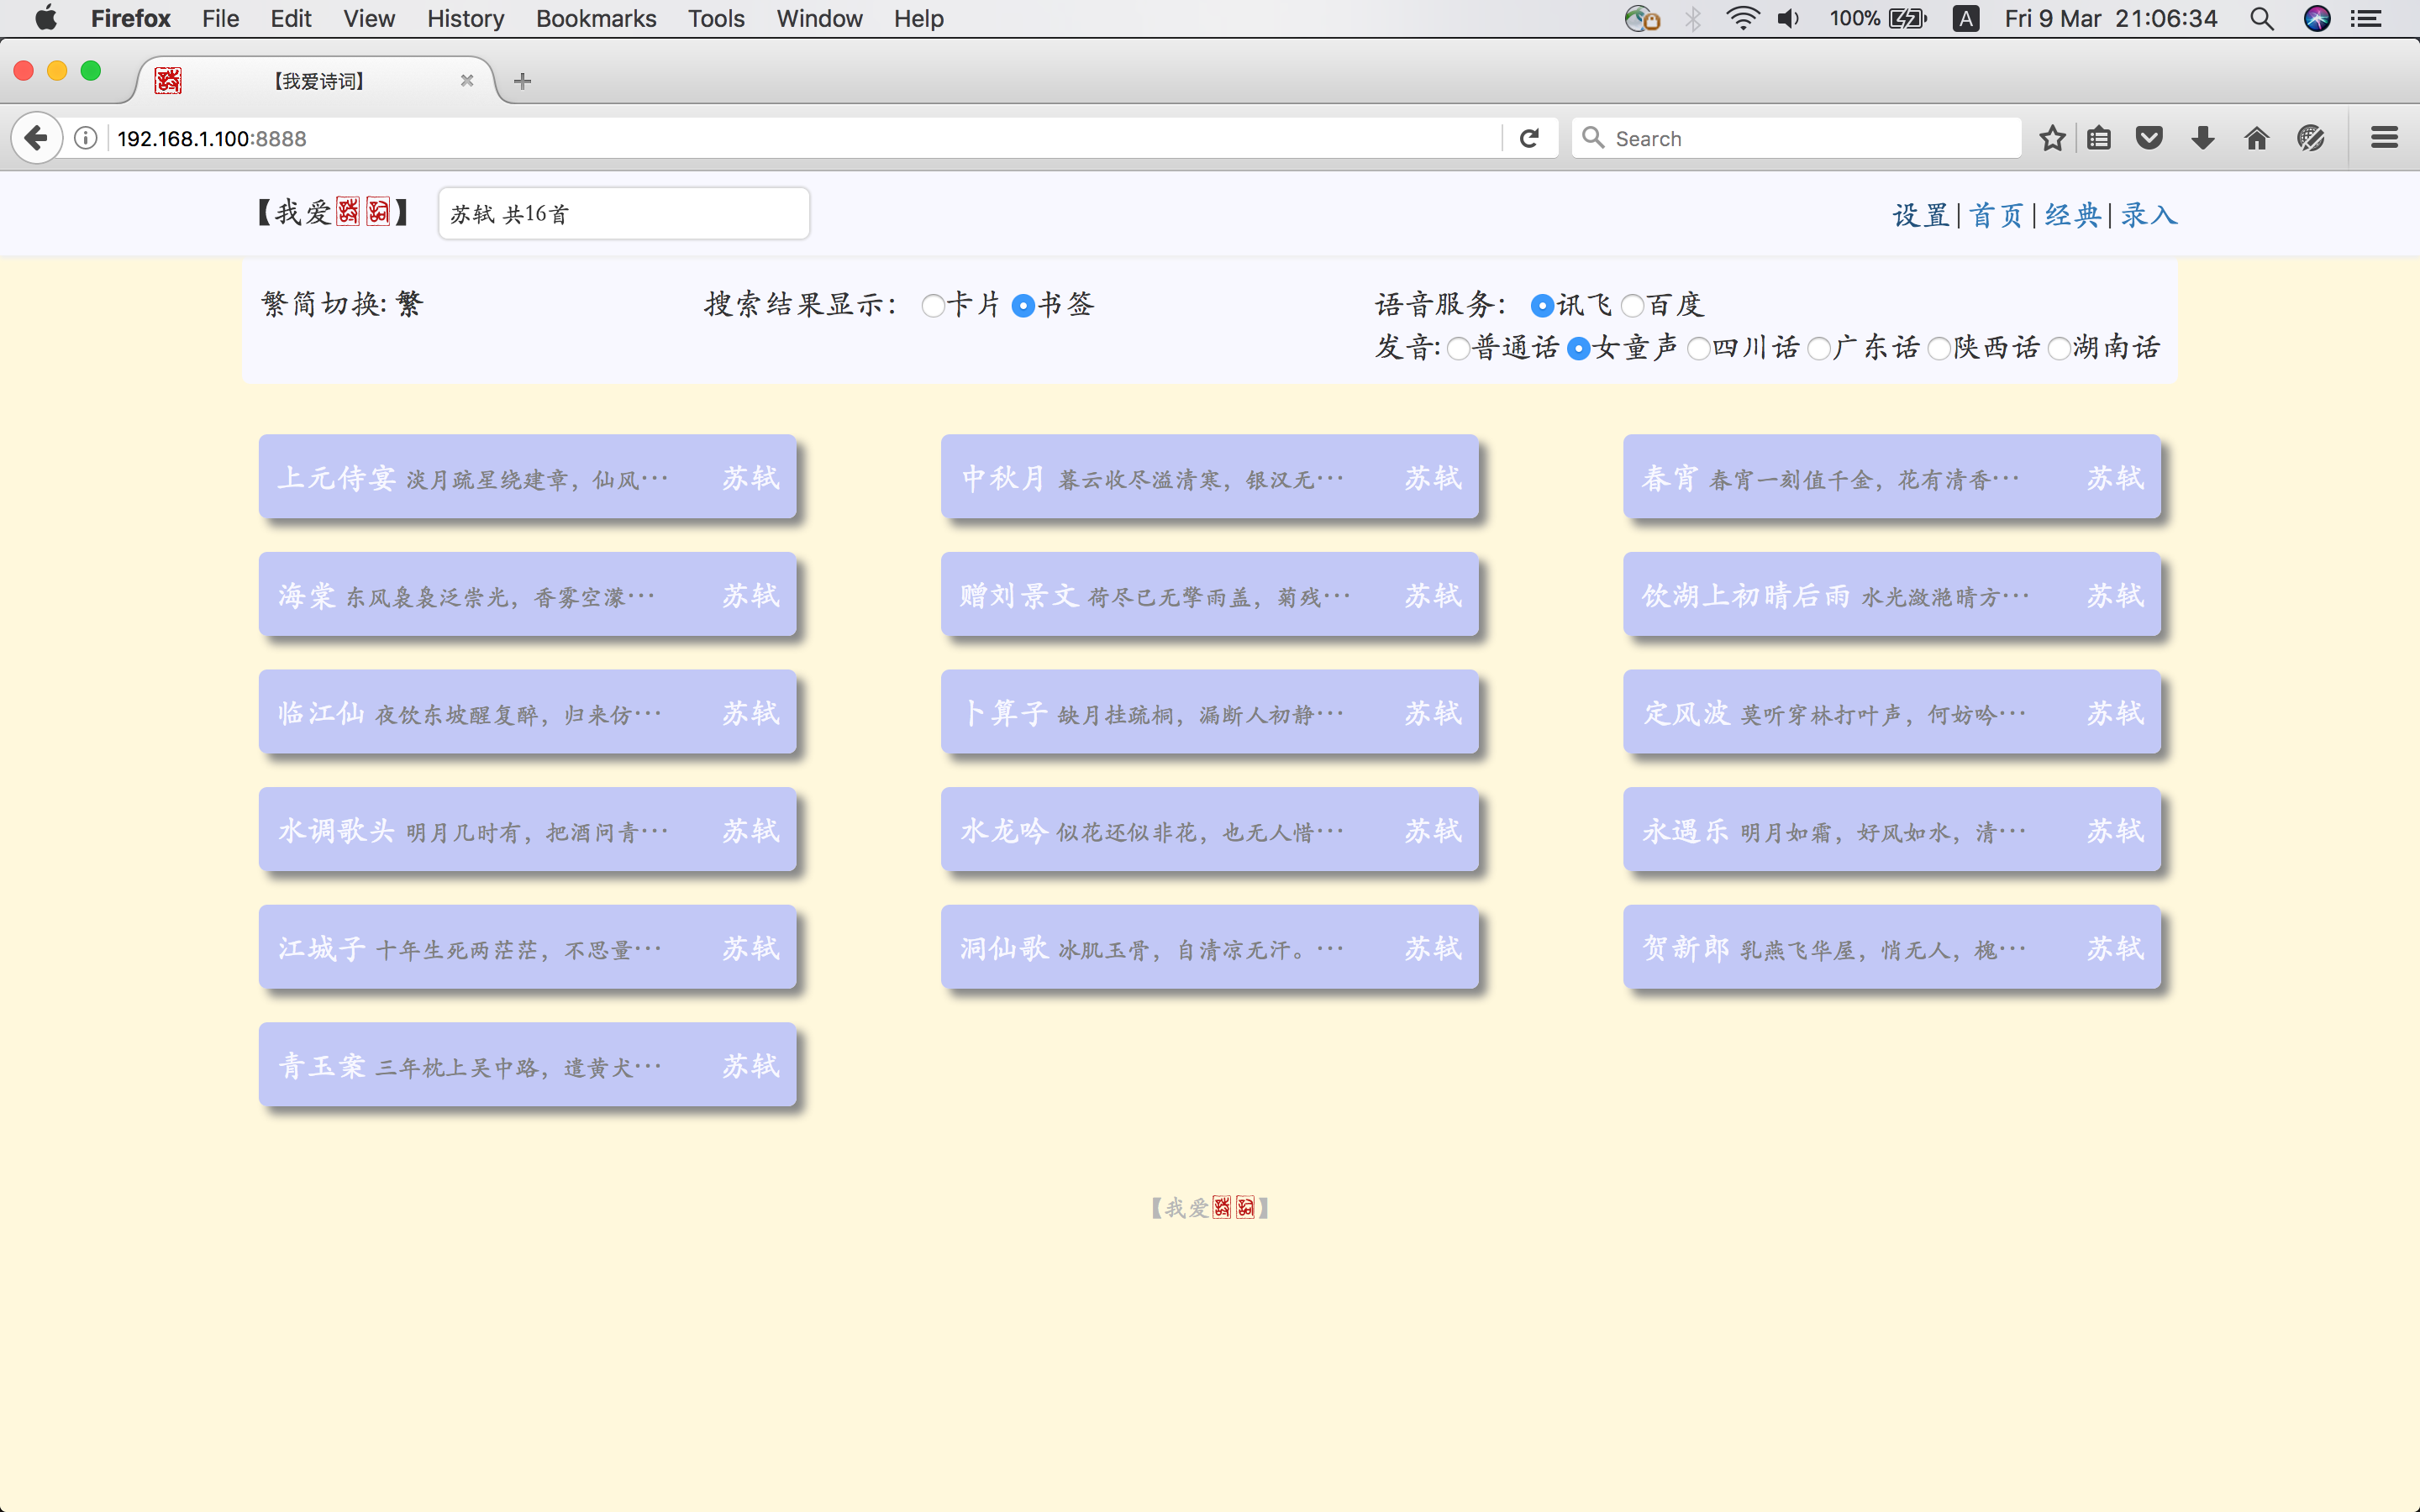 Firefox File Edit View History Bookmarks Tools Window Help 100% A Fri 9 Mar 21:06:34
【我爱诗词】
192.168.1.100:8888
Search
【我爱诗词】 苏轼 共16首 设置|首页|经典|录入
繁简切换: 繁 搜索结果显示： 卡片 书签 语音服务： 讯飞 百度
发音: 普通话 女童声 四川话 广东话 陕西话 湖南话
上元侍宴 淡月疏星绕建章，仙风… 苏轼
中秋月 暮云收尽溢清寒，银汉无… 苏轼
春宵 春宵一刻值千金，花有清香… 苏轼
海棠 东风袅袅泛崇光，香雾空濛… 苏轼
赠刘景文 荷尽已无擎雨盖，菊残… 苏轼
饮湖上初晴后雨 水光潋滟晴方… 苏轼
临江仙 夜饮东坡醒复醉，归来仿… 苏轼
卜算子 缺月挂疏桐，漏断人初静… 苏轼
定风波 莫听穿林打叶声，何妨吟… 苏轼
水调歌头 明月几时有，把酒问青… 苏轼
水龙吟 似花还似非花，也无人惜… 苏轼
永遇乐 明月如霜，好风如水，清… 苏轼
江城子 十年生死两茫茫，不思量… 苏轼
洞仙歌 冰肌玉骨，自清凉无汗。… 苏轼
贺新郎 乳燕飞华屋，悄无人，槐… 苏轼
青玉案 三年枕上吴中路，遣黄犬… 苏轼
【我爱诗词】